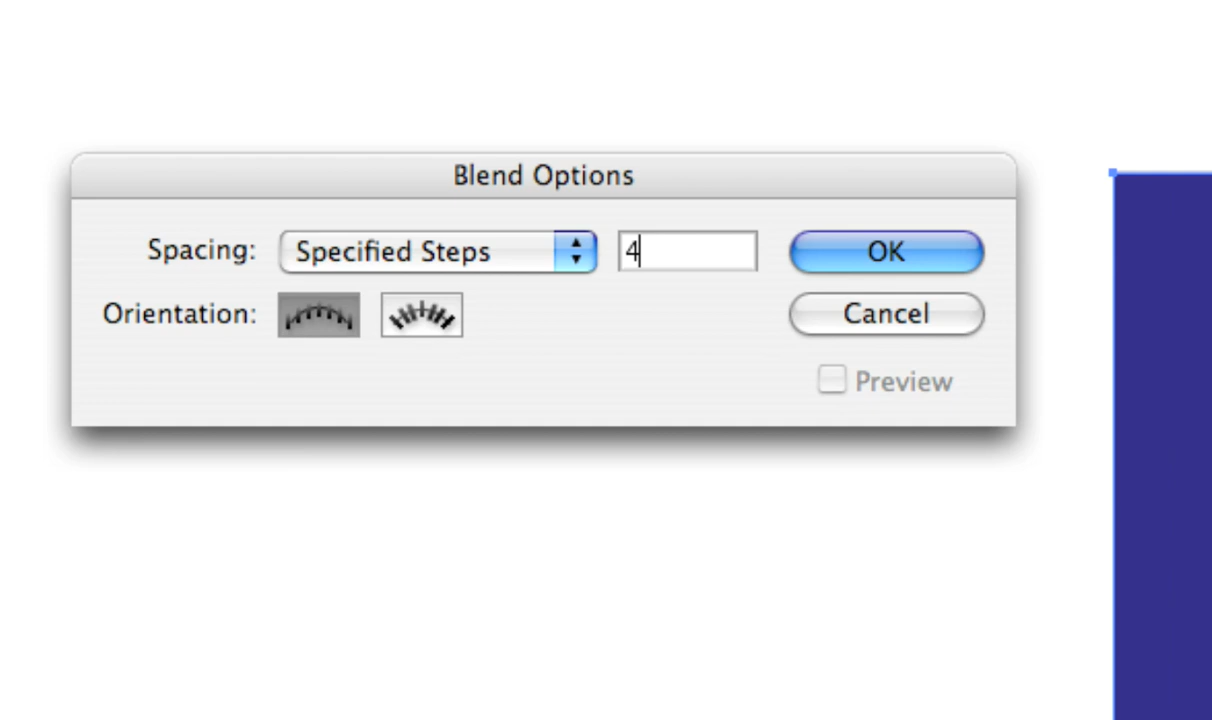 Blend Options
Spacing: Specified Steps 4 OK
Orientation: Cancel
Preview